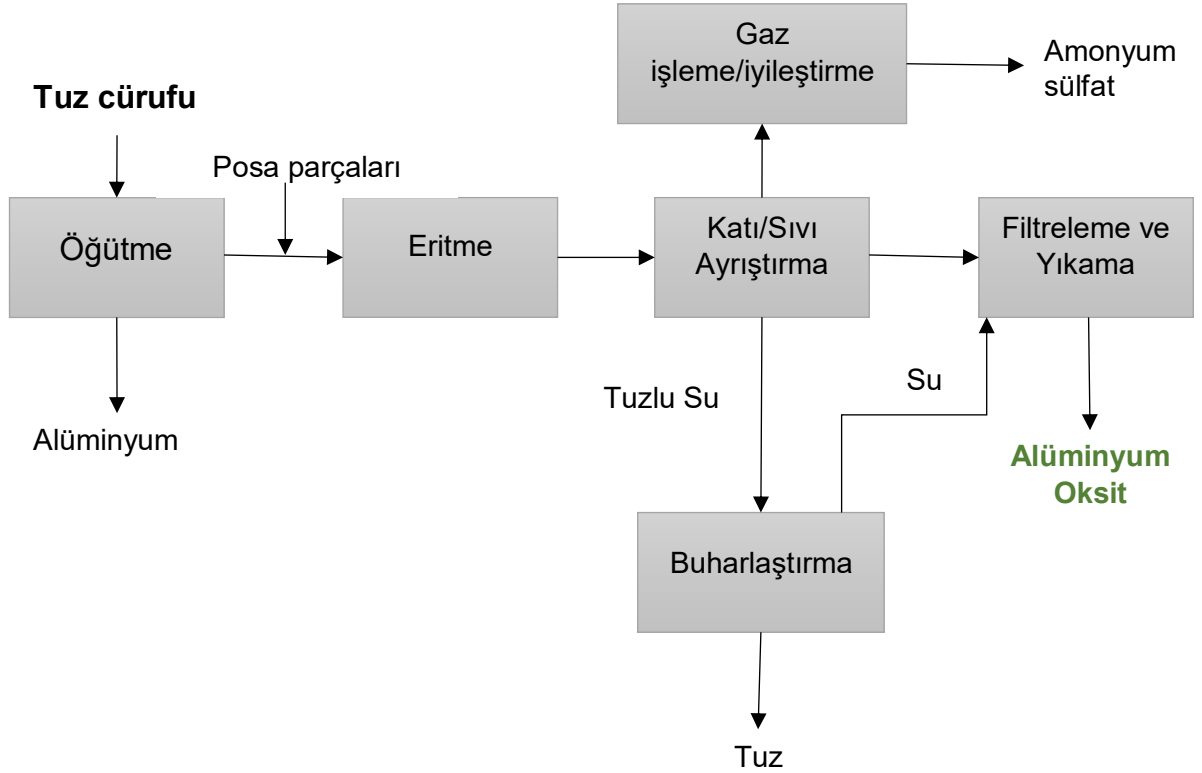 Gaz
işleme/iyileştirme
Amonyum
sülfat
Tuz cürufu
Posa parçaları
Öğütme
Eritme
Katı/Sıvı
Ayrıştırma
Filtreleme ve
Yıkama
Tuzlu Su
Su
Alüminyum
Alüminyum
Oksit
Buharlaştırma
Tuz